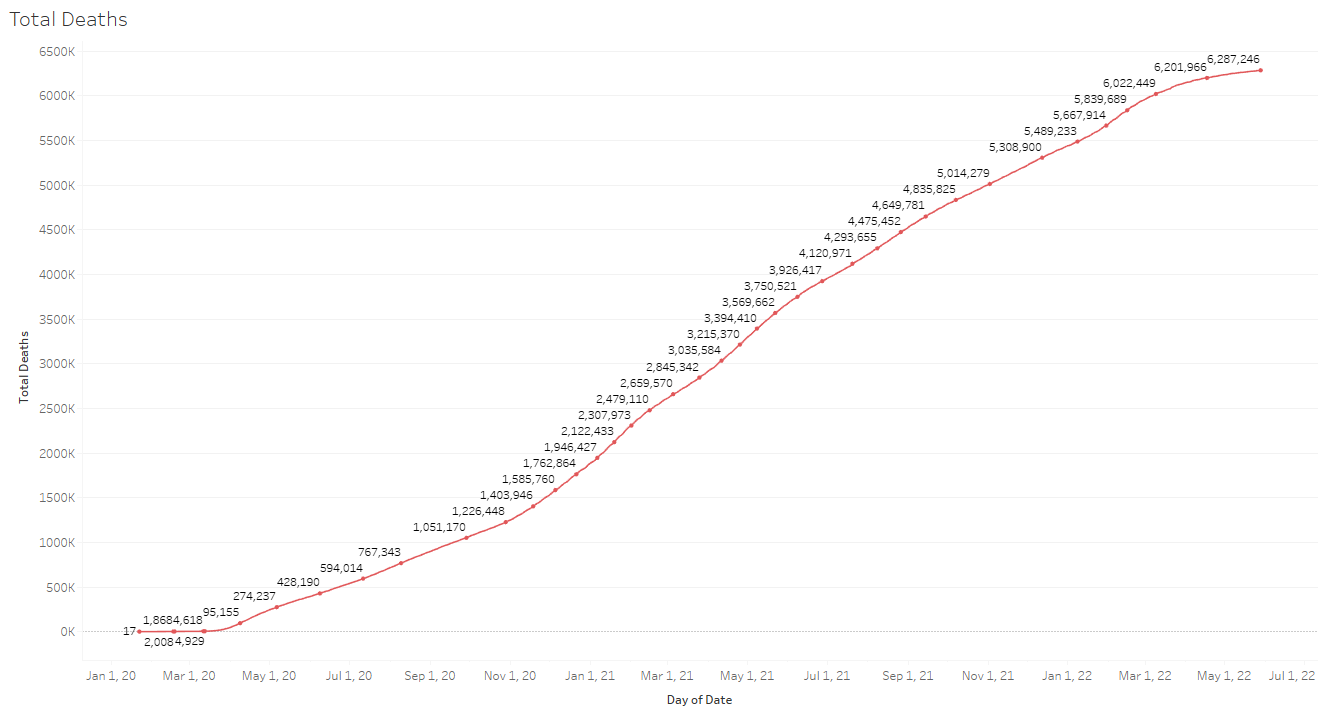 Total Deaths
6500K
6000K
5500K
5000K
4500K
4000K
3500K
3000K
2500K
2000K
1500K
1000K
500K
0K
Total Deaths
17
1,868
4,618
2,008
4,929
95,155
274,237
428,190
594,014
767,343
1,051,170
1,226,448
1,403,946
1,585,760
1,762,864
1,946,427
2,122,433
2,307,973
2,479,110
2,659,570
2,845,342
3,035,584
3,215,370
3,394,410
3,569,662
3,750,521
3,926,417
4,120,971
4,293,655
4,475,452
4,649,781
4,835,825
5,014,279
5,308,900
5,489,233
5,667,914
5,839,689
6,022,449
6,201,966
6,287,246
Jan 1, 20 Mar 1, 20 May 1, 20 Jul 1, 20 Sep 1, 20 Nov 1, 20 Jan 1, 21 Mar 1, 21 May 1, 21 Jul 1, 21 Sep 1, 21 Nov 1, 21 Jan 1, 22 Mar 1, 22 May 1, 22 Jul 1, 22
Day of Date